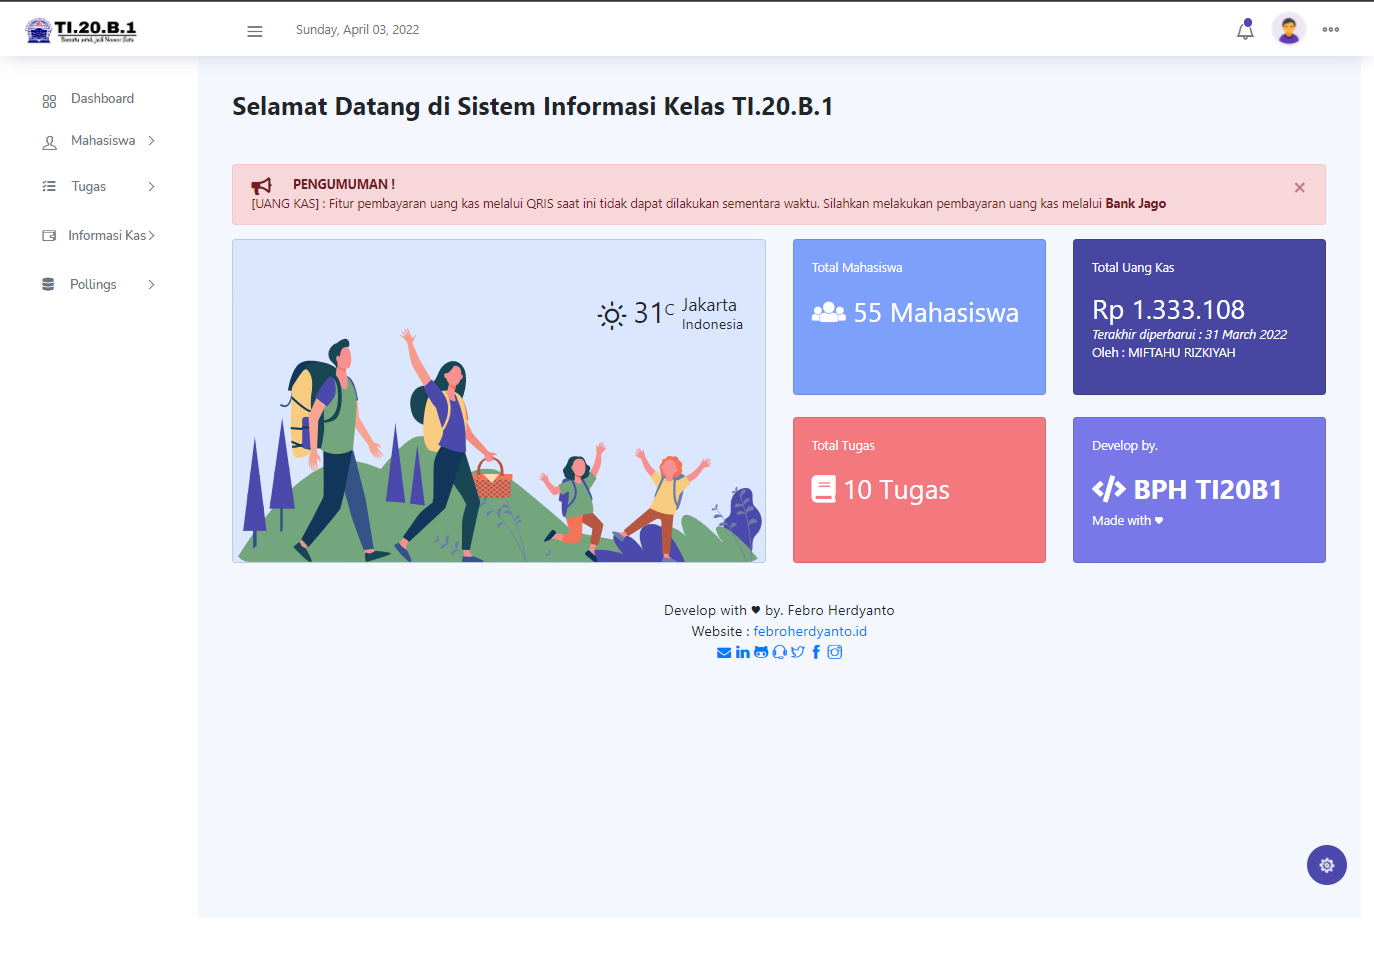 TI.20.B.1
Sunday, April 03, 2022
Dashboard
Mahasiswa
Tugas
Informasi Kas
Pollings
Selamat Datang di Sistem Informasi Kelas TI.20.B.1
PENGUMUMAN !
[UANG KAS] : Fitur pembayaran uang kas melalui QRIS saat ini tidak dapat dilakukan sementara waktu. Silahkan melakukan pembayaran uang kas melalui Bank Jago
31C Jakarta
Indonesia
Total Mahasiswa
55 Mahasiswa
Total Uang Kas
Rp 1.333.108
Terakhir diperbarui : 31 March 2022
Oleh : MIFTAHU RIZKIYAH
Total Tugas
10 Tugas
Develop by.
</> BPH TI20B1
Made with ♥
Develop with ♥ by. Febro Herdyanto
Website : febroherdyanto.id